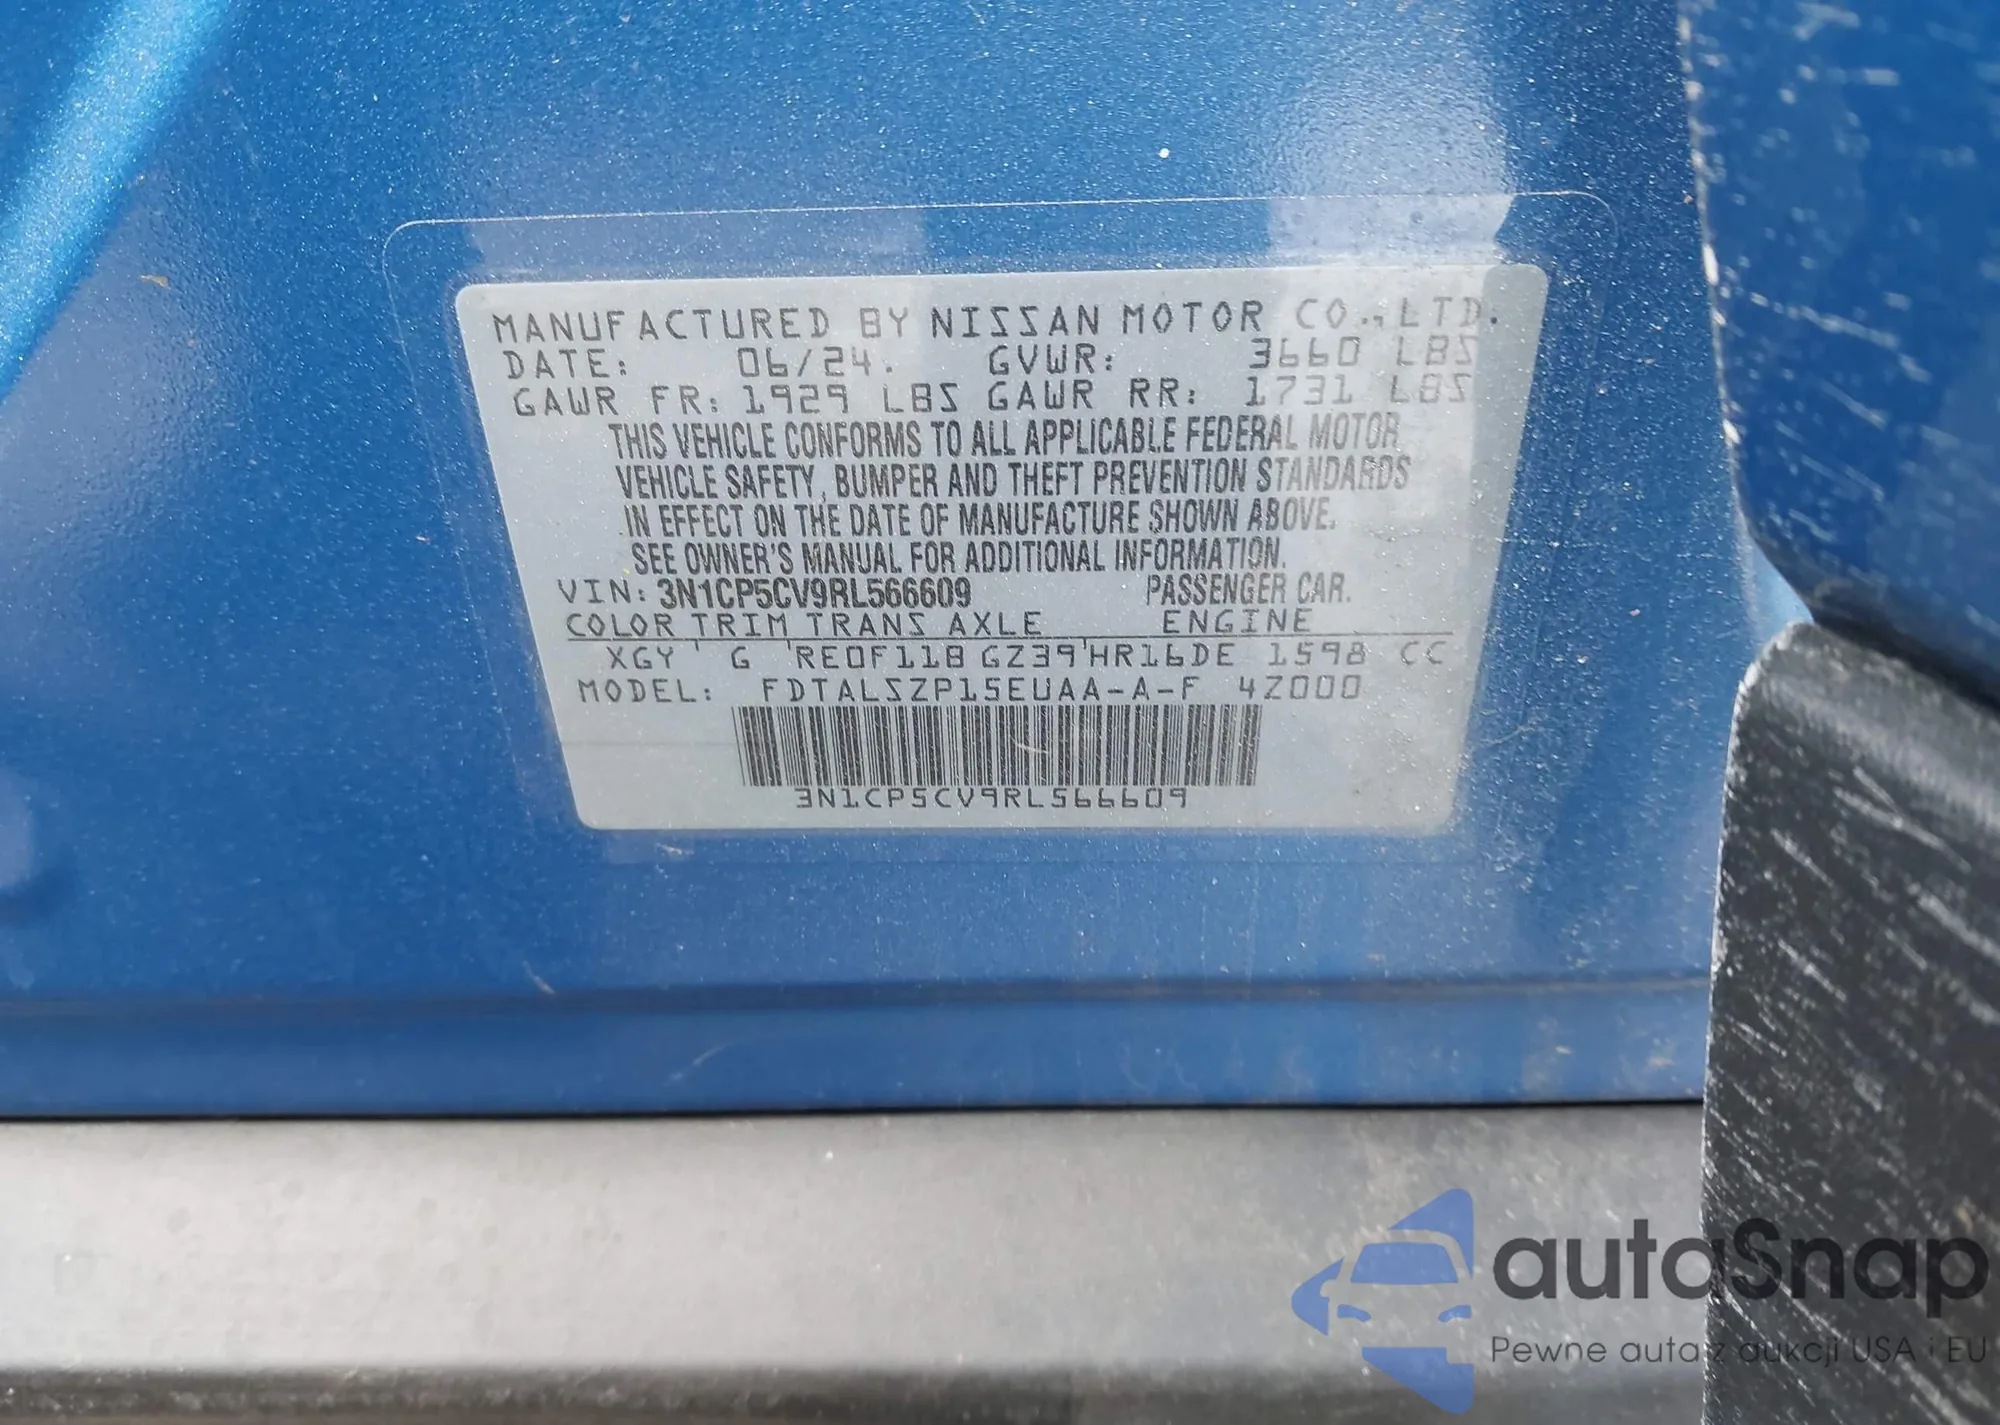 MANUFACTURED BY NISSAN MOTOR CO., LTD.
DATE: 06/24. GVWR: 3660 LBS
GAWR FR: 1929 LBS GAWR RR: 1731 LBS
THIS VEHICLE CONFORMS TO ALL APPLICABLE FEDERAL MOTOR
VEHICLE SAFETY, BUMPER AND THEFT PREVENTION STANDARDS
IN EFFECT ON THE DATE OF MANUFACTURE SHOWN ABOVE.
SEE OWNER'S MANUAL FOR ADDITIONAL INFORMATION.
VIN: 3N1CP5CV9RL566609 PASSENGER CAR.
COLOR TRIM TRANS AXLE ENGINE
XGY ' G 'RE0F11B GZ39'HR16DE 1598 CC
MODEL: FDTALSZP15EUAA-A-F 4Z000
3N1CP5CV9RL566609
autoSnap
Pewne auta z aukcji USA i EU